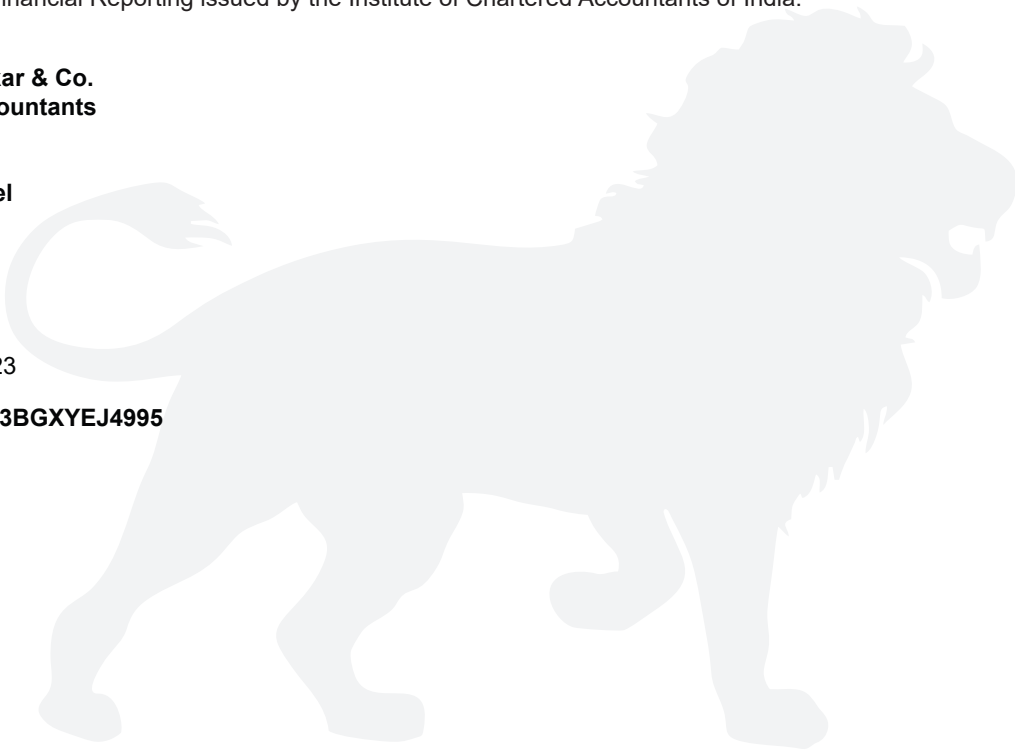 Financial Reporting issued by the Institute of Chartered Accountants of India.
ar & Co.
ountants
el
23
3BGXYEJ4995